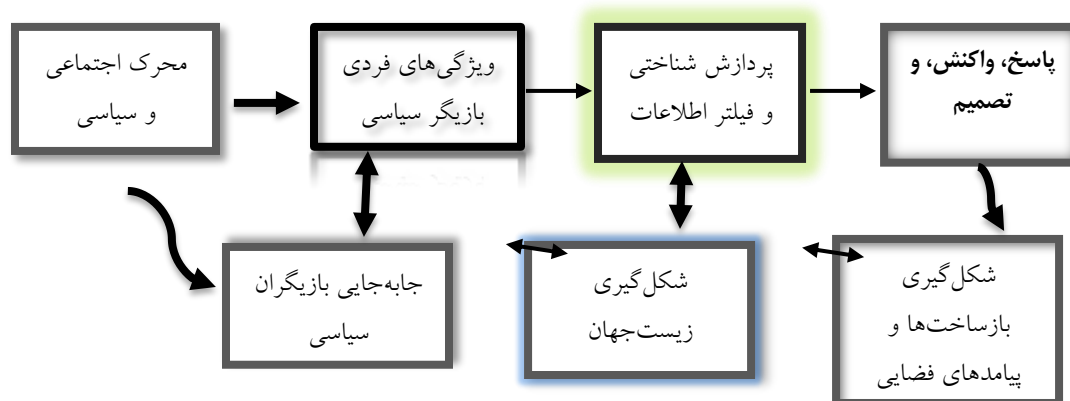 محرک اجتماعی
و سیاسی
ویژگی‌های فردی
بازیگر سیاسی
پردازش شناختی
و فیلتر اطلاعات
پاسخ، واکنش، و
تصمیم
جابه‌جایی بازیگران
سیاسی
شکل‌گیری
زیست‌جهان
شکل‌گیری
بازساخت‌ها و
پیامدهای فضایی